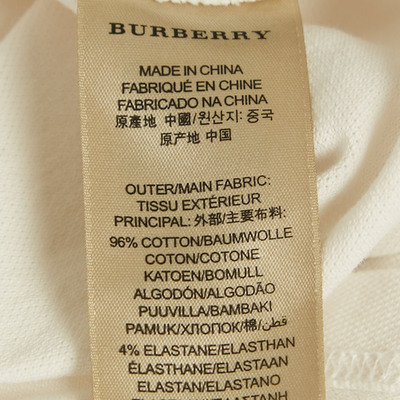 BURBERRY
MADE IN CHINA
FABRIQUÉ EN CHINE
FABRICADO NA CHINA
原產地 中國/원산지: 중국
原产地 中国
OUTER/MAIN FABRIC:
TISSU EXTÉRIEUR
PRINCIPAL: 外部/主要布料:
96% COTTON/BAUMWOLLE
COTON/COTONE
KATOEN/BOMULL
ALGODÓN/ALGODÃO
PUUVILLA/BAMBAKI
PAMUK/ХЛОПОК/棉/قطن
4% ELASTANE/ELASTHAN
ÉLASTHANE/ELASTAAN
ELASTAN/ELASTANO